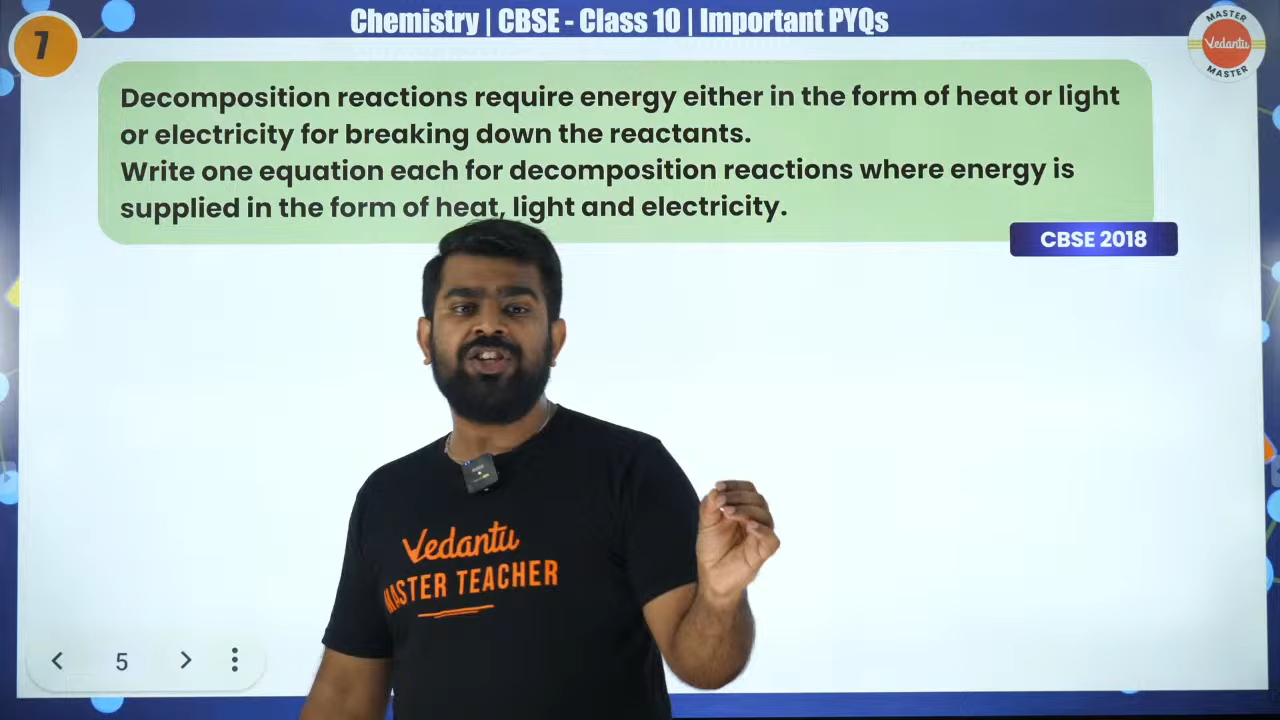 Chemistry | CBSE - Class 10 | Important PYQs
7
MASTER
Vedantu
MASTER
Decomposition reactions require energy either in the form of heat or light
or electricity for breaking down the reactants.
Write one equation each for decomposition reactions where energy is
supplied in the form of heat, light and electricity.
CBSE 2018
Vedantu
MASTER TEACHER
5